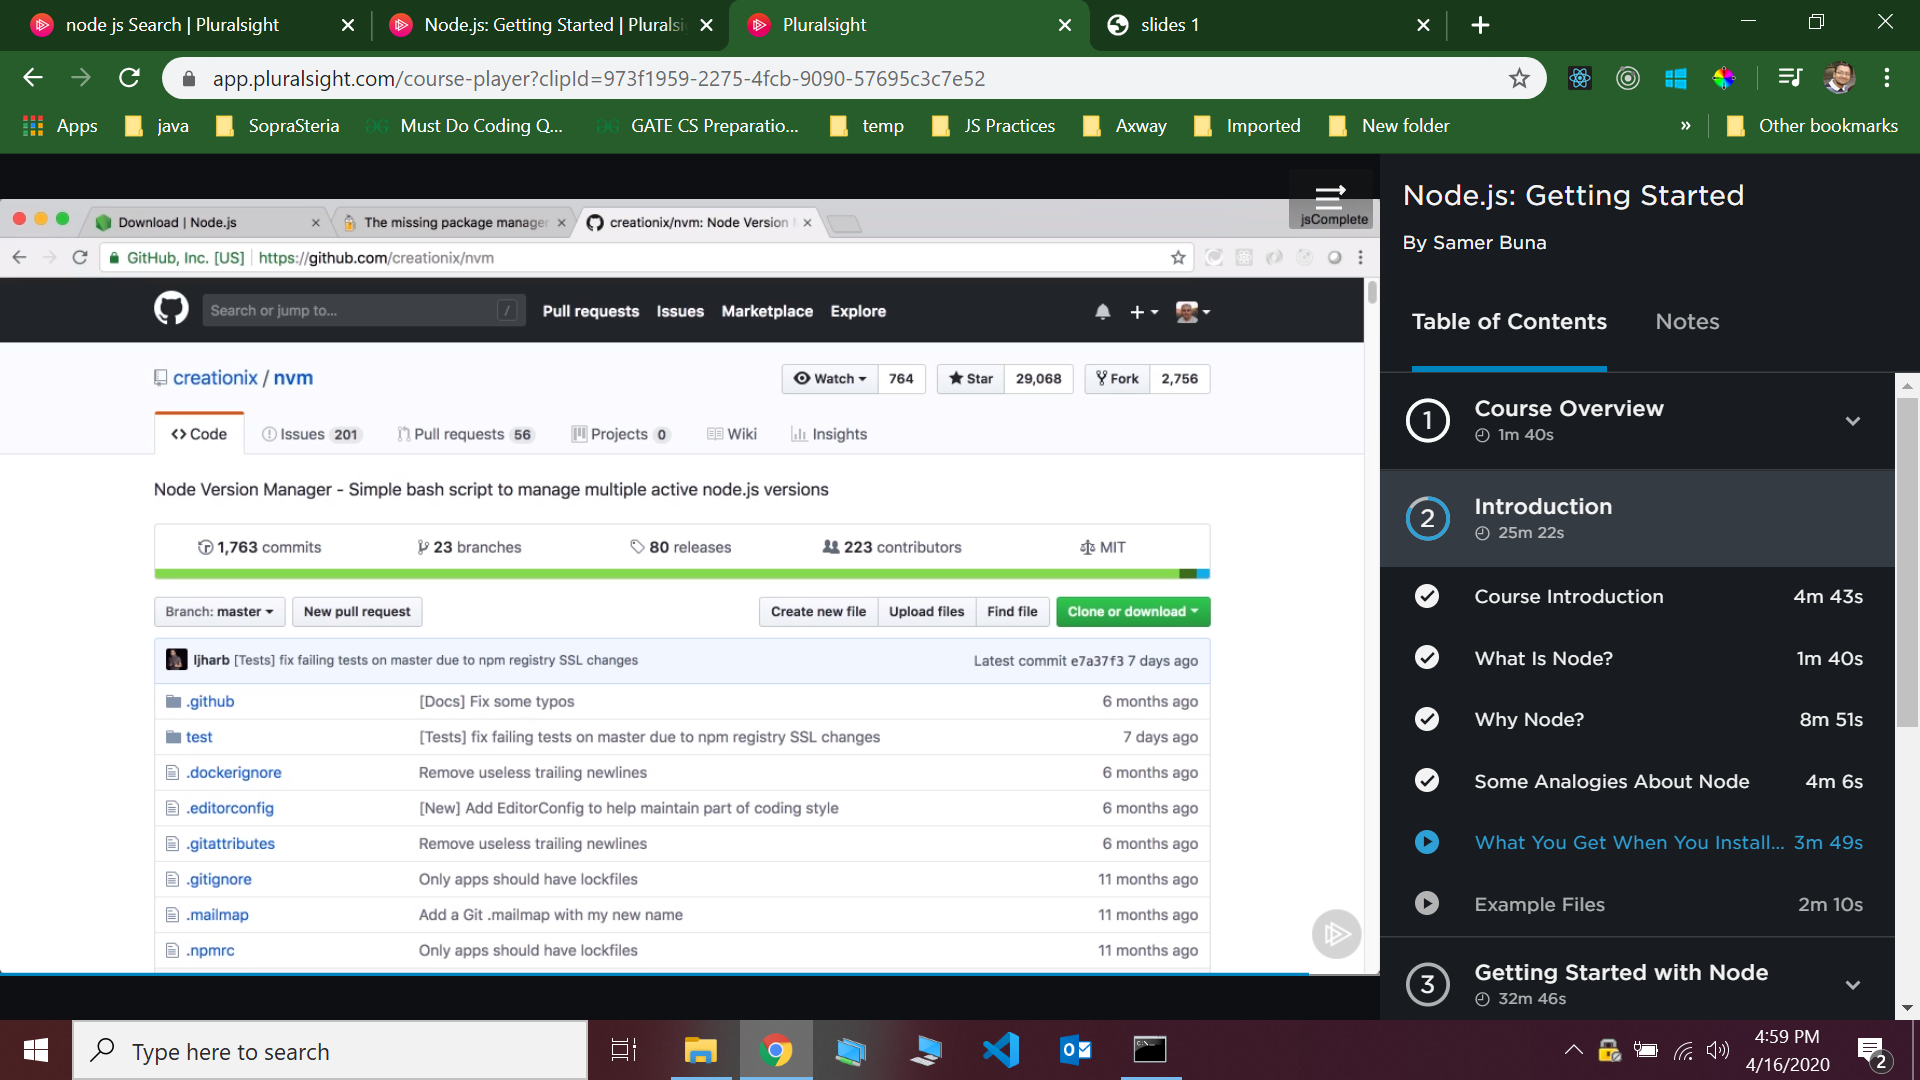 node js Search | Pluralsight
Node.js: Getting Started | Plurals
Pluralsight
slides 1
app.pluralsight.com/course-player?clipId=973f1959-2275-4fcb-9090-57695c3c7e52
Apps java SopraSteria Must Do Coding Q... GATE CS Preparatio... temp JS Practices Axway Imported New folder » Other bookmarks
jsComplete
Download | Node.js
The missing package manager
creationix/nvm: Node Version
GitHub, Inc. [US] https://github.com/creationix/nvm
Search or jump to... / Pull requests Issues Marketplace Explore
creationix / nvm
Watch 764 Star 29,068 Fork 2,756
Code Issues 201 Pull requests 56 Projects 0 Wiki Insights
Node Version Manager - Simple bash script to manage multiple active node.js versions
1,763 commits 23 branches 80 releases 223 contributors MIT
Branch: master New pull request Create new file Upload files Find file Clone or download
ljharb [Tests] fix failing tests on master due to npm registry SSL changes Latest commit e7a37f3 7 days ago
.github [Docs] Fix some typos 6 months ago
test [Tests] fix failing tests on master due to npm registry SSL changes 7 days ago
.dockerignore Remove useless trailing newlines 6 months ago
.editorconfig [New] Add EditorConfig to help maintain part of coding style 6 months ago
.gitattributes Remove useless trailing newlines 6 months ago
.gitignore Only apps should have lockfiles 11 months ago
.mailmap Add a Git .mailmap with my new name 11 months ago
.npmrc Only apps should have lockfiles 11 months ago
Node.js: Getting Started
By Samer Buna
Table of Contents Notes
1 Course Overview
1m 40s
2 Introduction
25m 22s
Course Introduction 4m 43s
What Is Node? 1m 40s
Why Node? 8m 51s
Some Analogies About Node 4m 6s
What You Get When You Install... 3m 49s
Example Files 2m 10s
3 Getting Started with Node
32m 46s
Type here to search
4:59 PM
4/16/2020
2